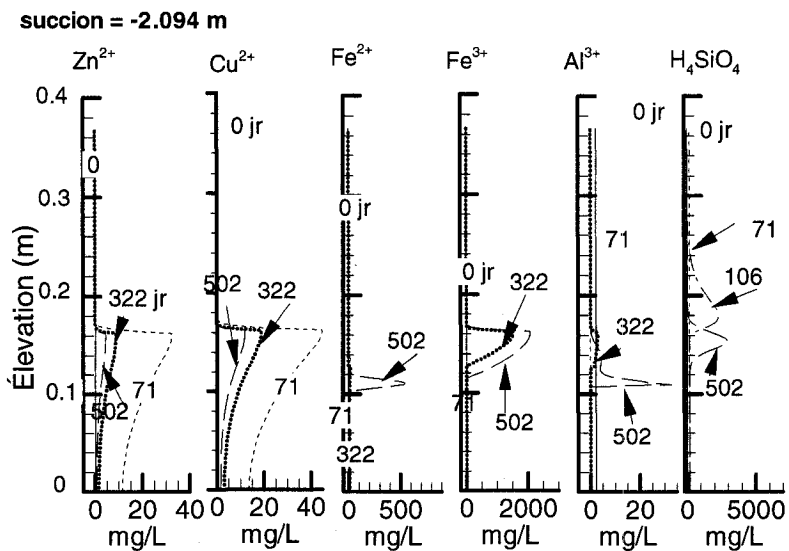 succion = -2.094 m
Zn²⁺ Cu²⁺ Fe²⁺ Fe³⁺ Al³⁺ H₄SiO₄
0.4
0 jr 0 jr 0 jr
0
0.3
0 jr
71 71
0 jr
502 322 322 106
0.2
322 jr
322
502
0.1
502 71 71 71 502 502 502
71
322
0
Élevation (m)
0 20 40 0 20 40 0 500 0 2000 0 20 0 5000
mg/L mg/L mg/L mg/L mg/L mg/L